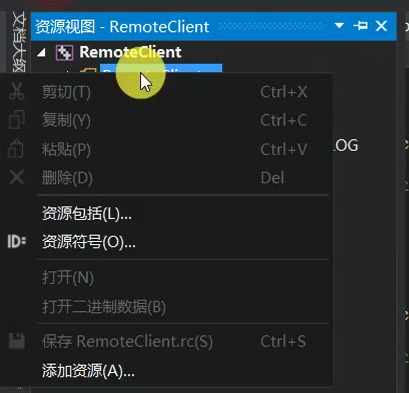 文档大纲
资源视图 - RemoteClient
RemoteClient
剪切(T) Ctrl+X
复制(Y) Ctrl+C
粘贴(P) Ctrl+V
OG
删除(D) Del
资源包括(L)...
ID= 资源符号(O)...
打开(N)
打开二进制数据(B)
保存 RemoteClient.rc(S) Ctrl+S
添加资源(A)...